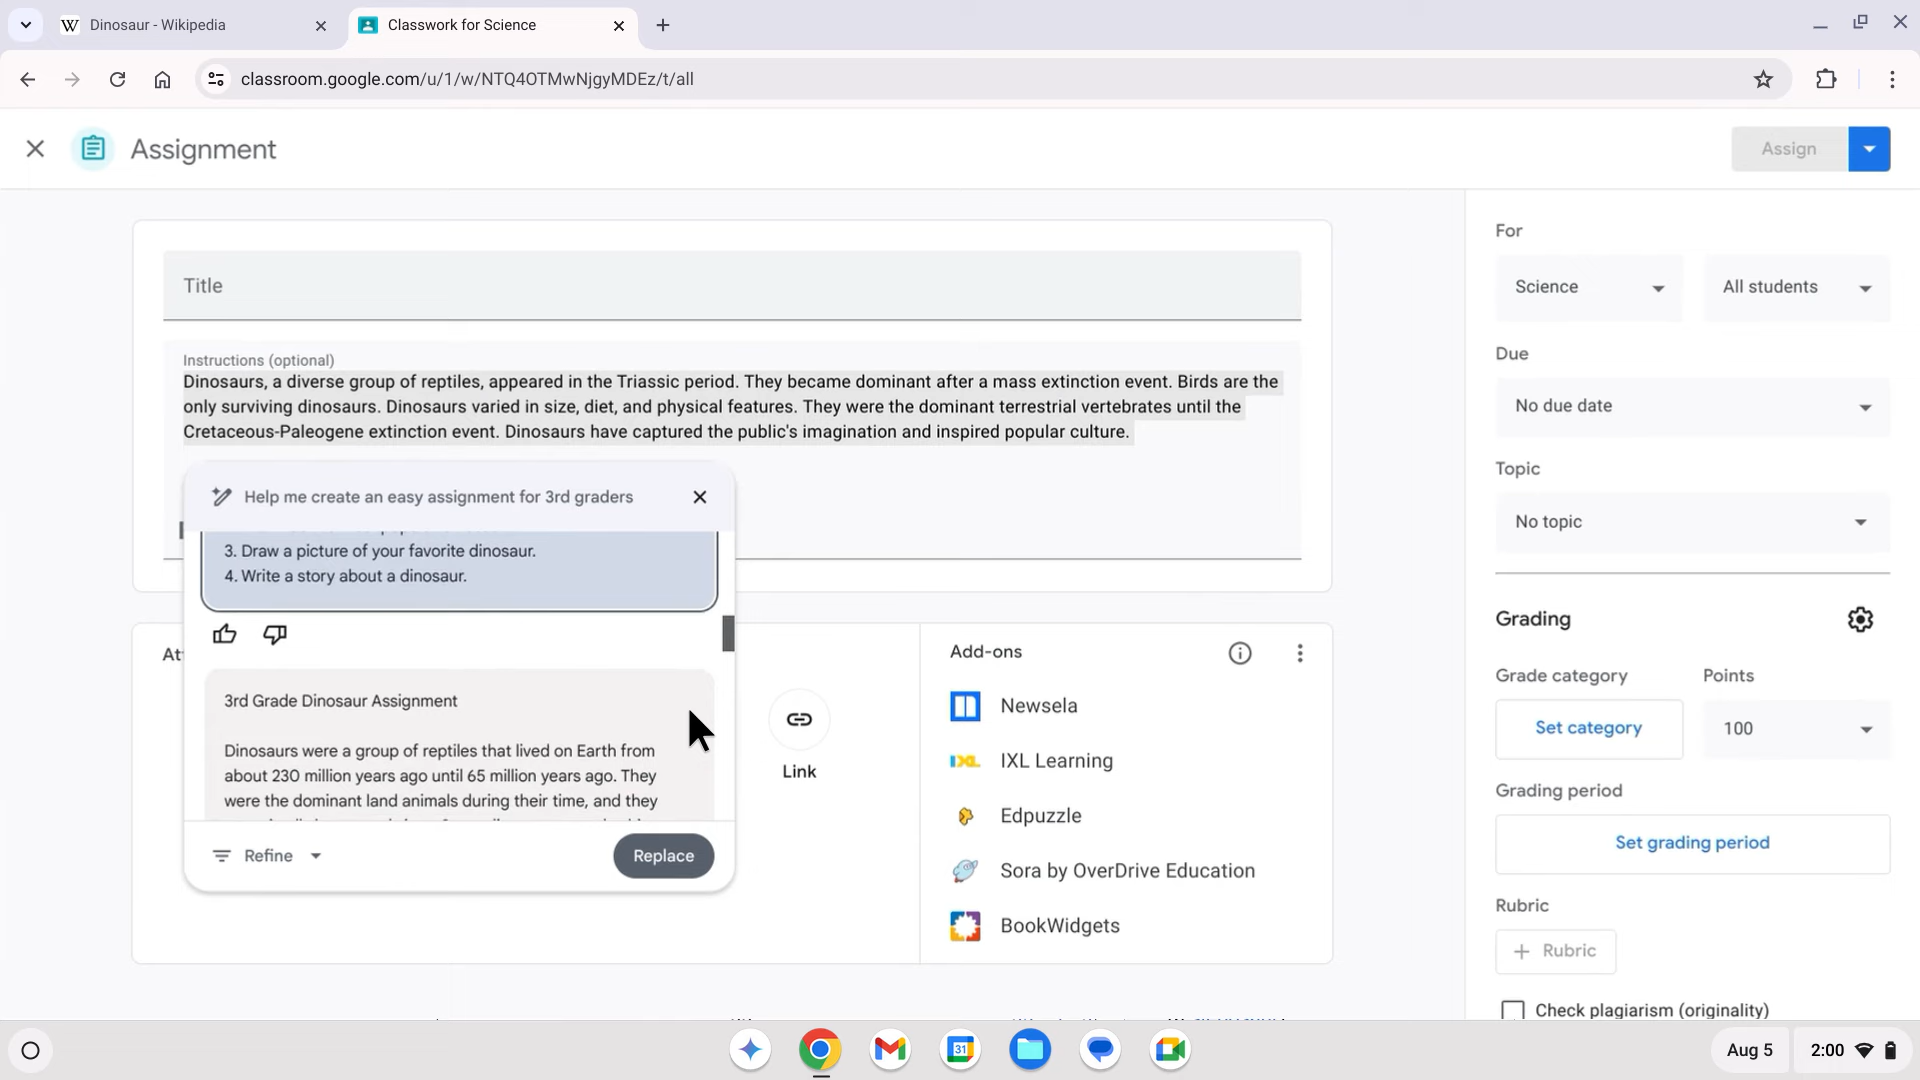 Dinosaur - Wikipedia
Classwork for Science
classroom.google.com/u/1/w/NTQ4OTMwNjgyMDEz/t/all
Assignment
Assign
Title
Instructions (optional)
Dinosaurs, a diverse group of reptiles, appeared in the Triassic period. They became dominant after a mass extinction event. Birds are the
only surviving dinosaurs. Dinosaurs varied in size, diet, and physical features. They were the dominant terrestrial vertebrates until the
Cretaceous-Paleogene extinction event. Dinosaurs have captured the public's imagination and inspired popular culture.
Help me create an easy assignment for 3rd graders
3. Draw a picture of your favorite dinosaur.
4. Write a story about a dinosaur.
3rd Grade Dinosaur Assignment
Dinosaurs were a group of reptiles that lived on Earth from
about 230 million years ago until 65 million years ago. They
were the dominant land animals during their time, and they
Refine
Replace
Link
Add-ons
Newsela
IXL Learning
Edpuzzle
Sora by OverDrive Education
BookWidgets
For
Science
All students
Due
No due date
Topic
No topic
Grading
Grade category
Points
Set category
100
Grading period
Set grading period
Rubric
+ Rubric
Check plagiarism (originality)
31
Aug 5
2:00